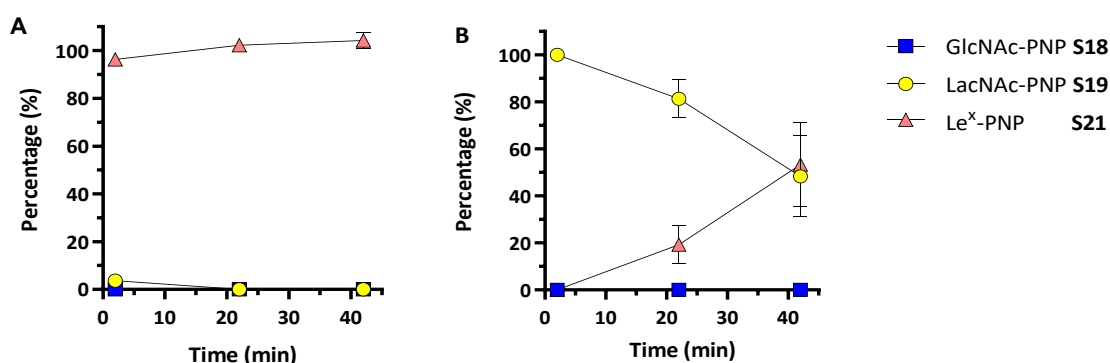 A
Percentage (%)
100
80
60
40
20
0
0 10 20 30 40
Time (min)
B
Percentage (%)
100
80
60
40
20
0
0 10 20 30 40
Time (min)
GlcNAc-PNP S18
LacNAc-PNP S19
Leˣ-PNP S21